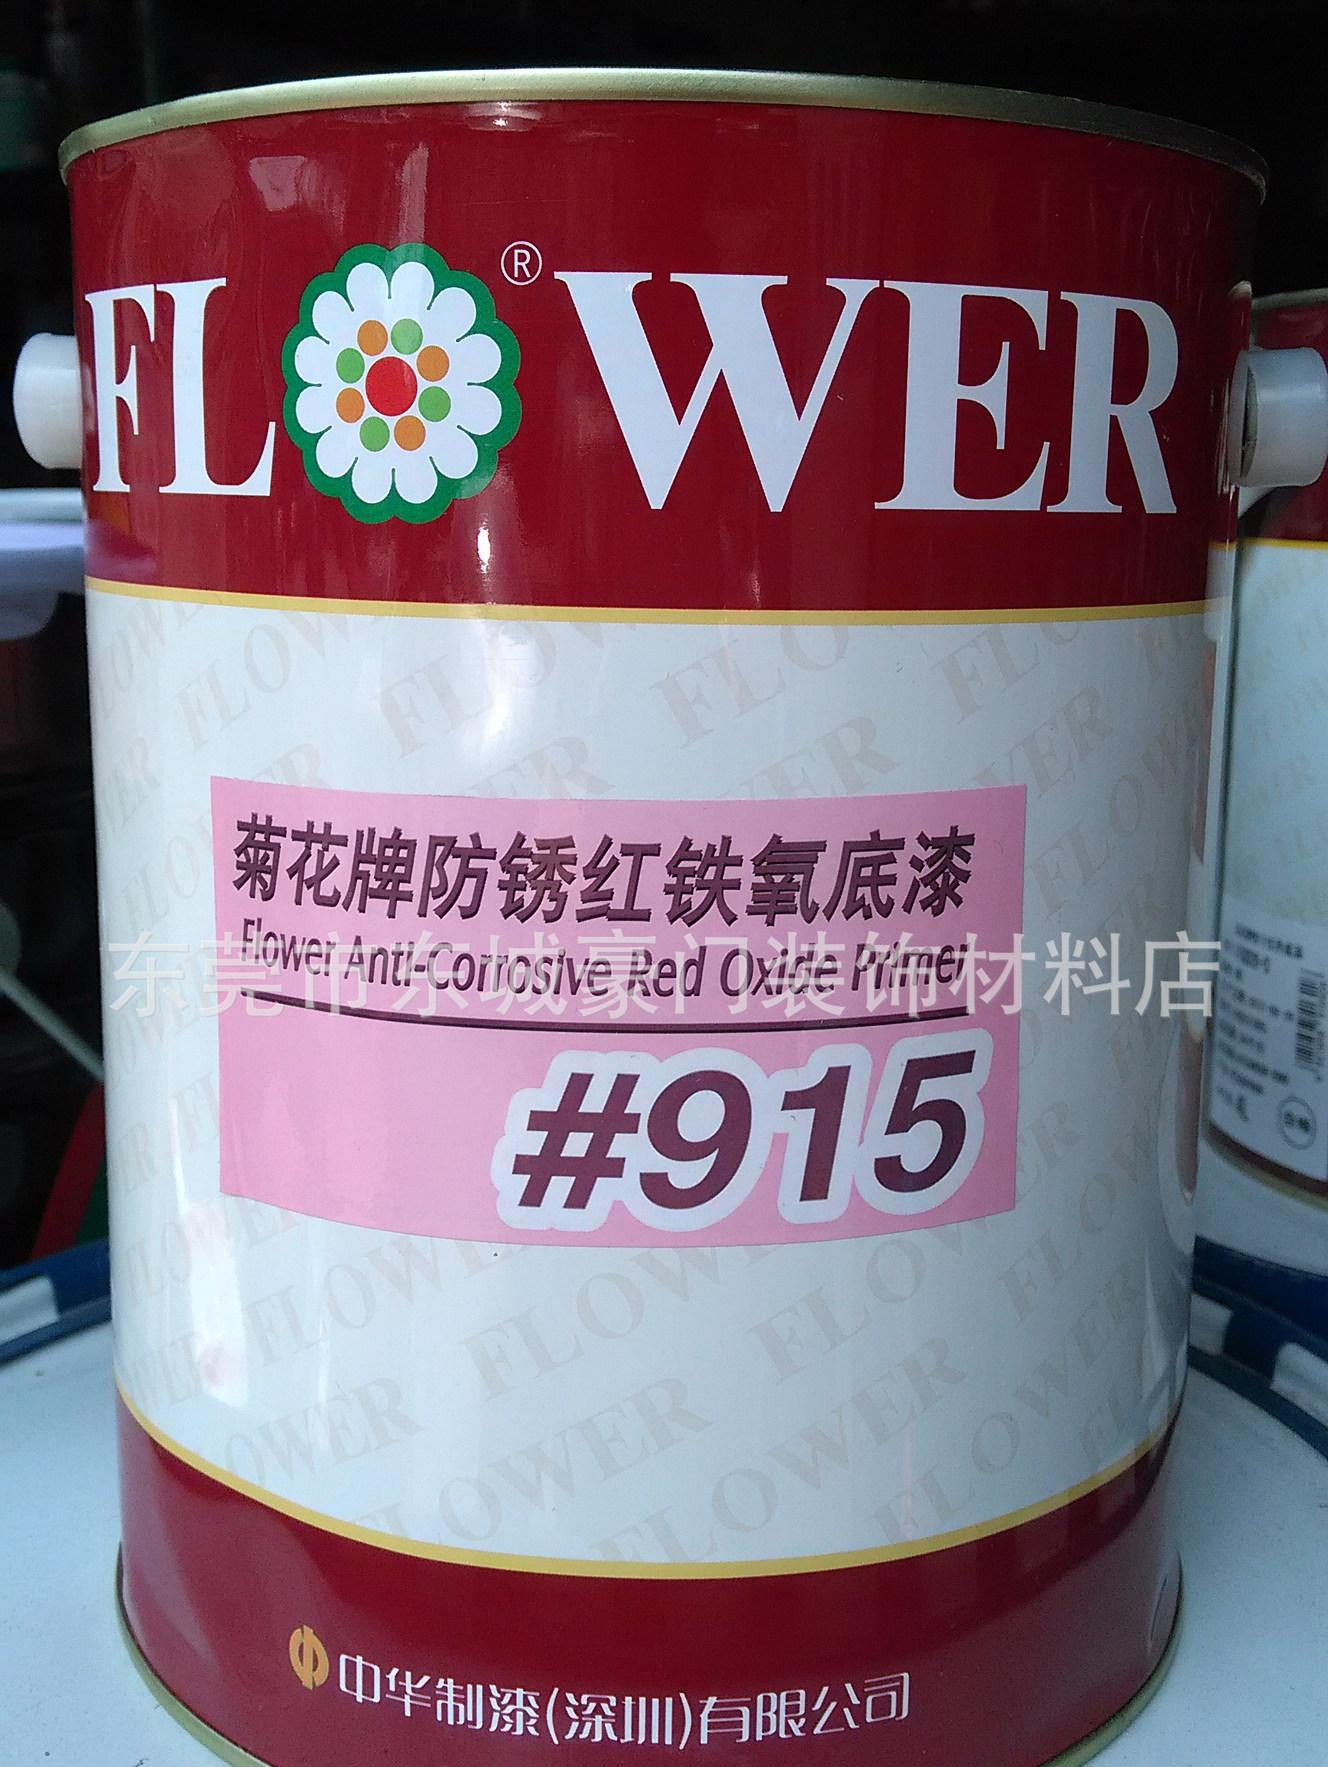 FLOWER®
菊花牌防锈红铁氧底漆
Flower Anti-Corrosive Red Oxide Primer
东莞市东城豪门装饰材料店
#915
中华制漆(深圳)有限公司